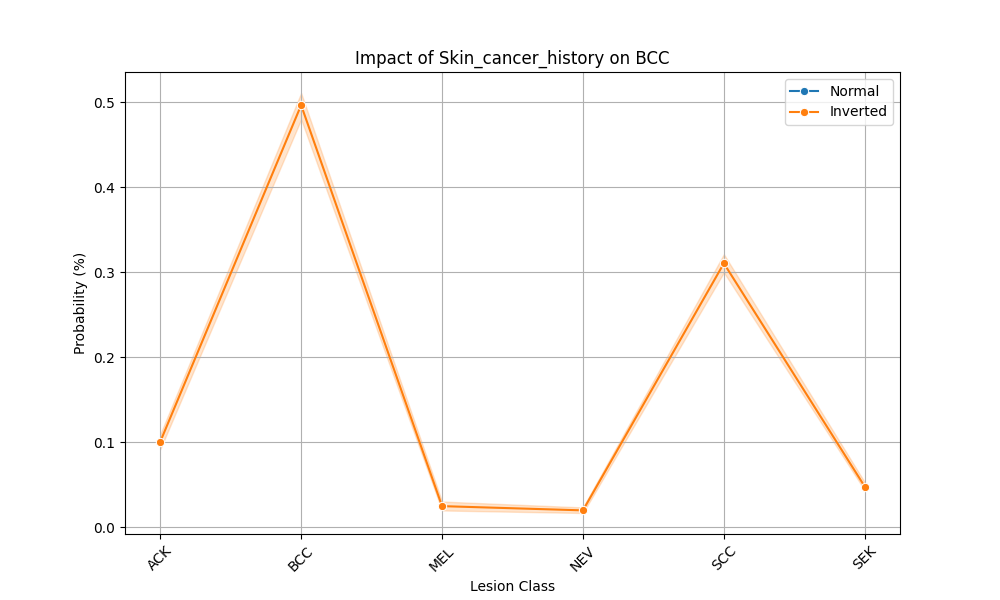 Impact of Skin_cancer_history on BCC
Normal
Inverted
0.5
0.4
0.3
0.2
0.1
0.0
Probability (%)
ACK
BCC
MEL
NEV
SCC
SEK
Lesion Class